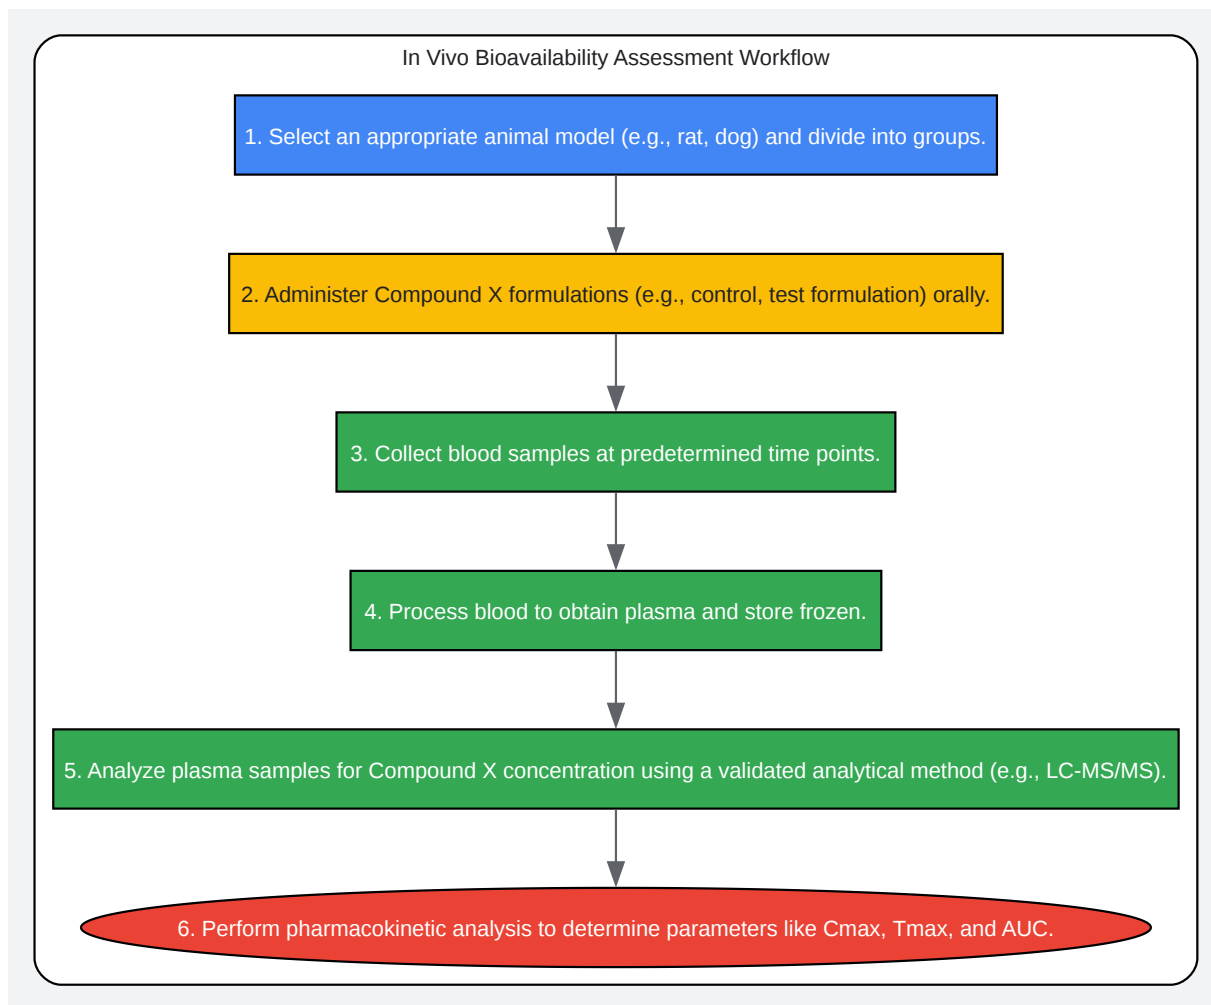 In Vivo Bioavailability Assessment Workflow
1. Select an appropriate animal model (e.g., rat, dog) and divide into groups.
2. Administer Compound X formulations (e.g., control, test formulation) orally.
3. Collect blood samples at predetermined time points.
4. Process blood to obtain plasma and store frozen.
5. Analyze plasma samples for Compound X concentration using a validated analytical method (e.g., LC-MS/MS).
6. Perform pharmacokinetic analysis to determine parameters like Cmax, Tmax, and AUC.